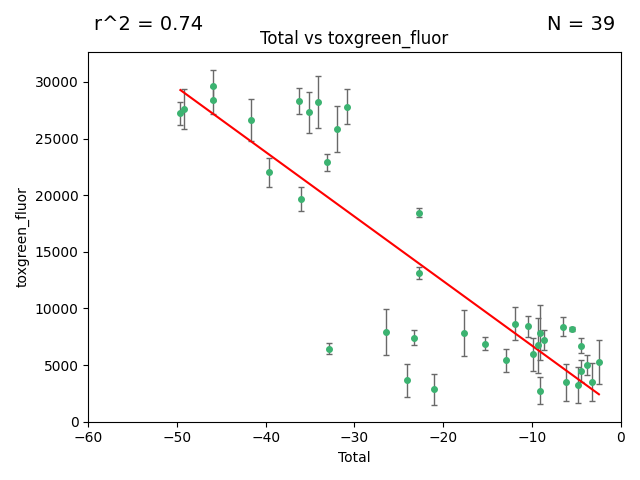 r^2 = 0.74
N = 39
Total vs toxgreen_fluor
30000
25000
20000
15000
10000
5000
0
toxgreen_fluor
−60
−50
−40
−30
−20
−10
0
Total